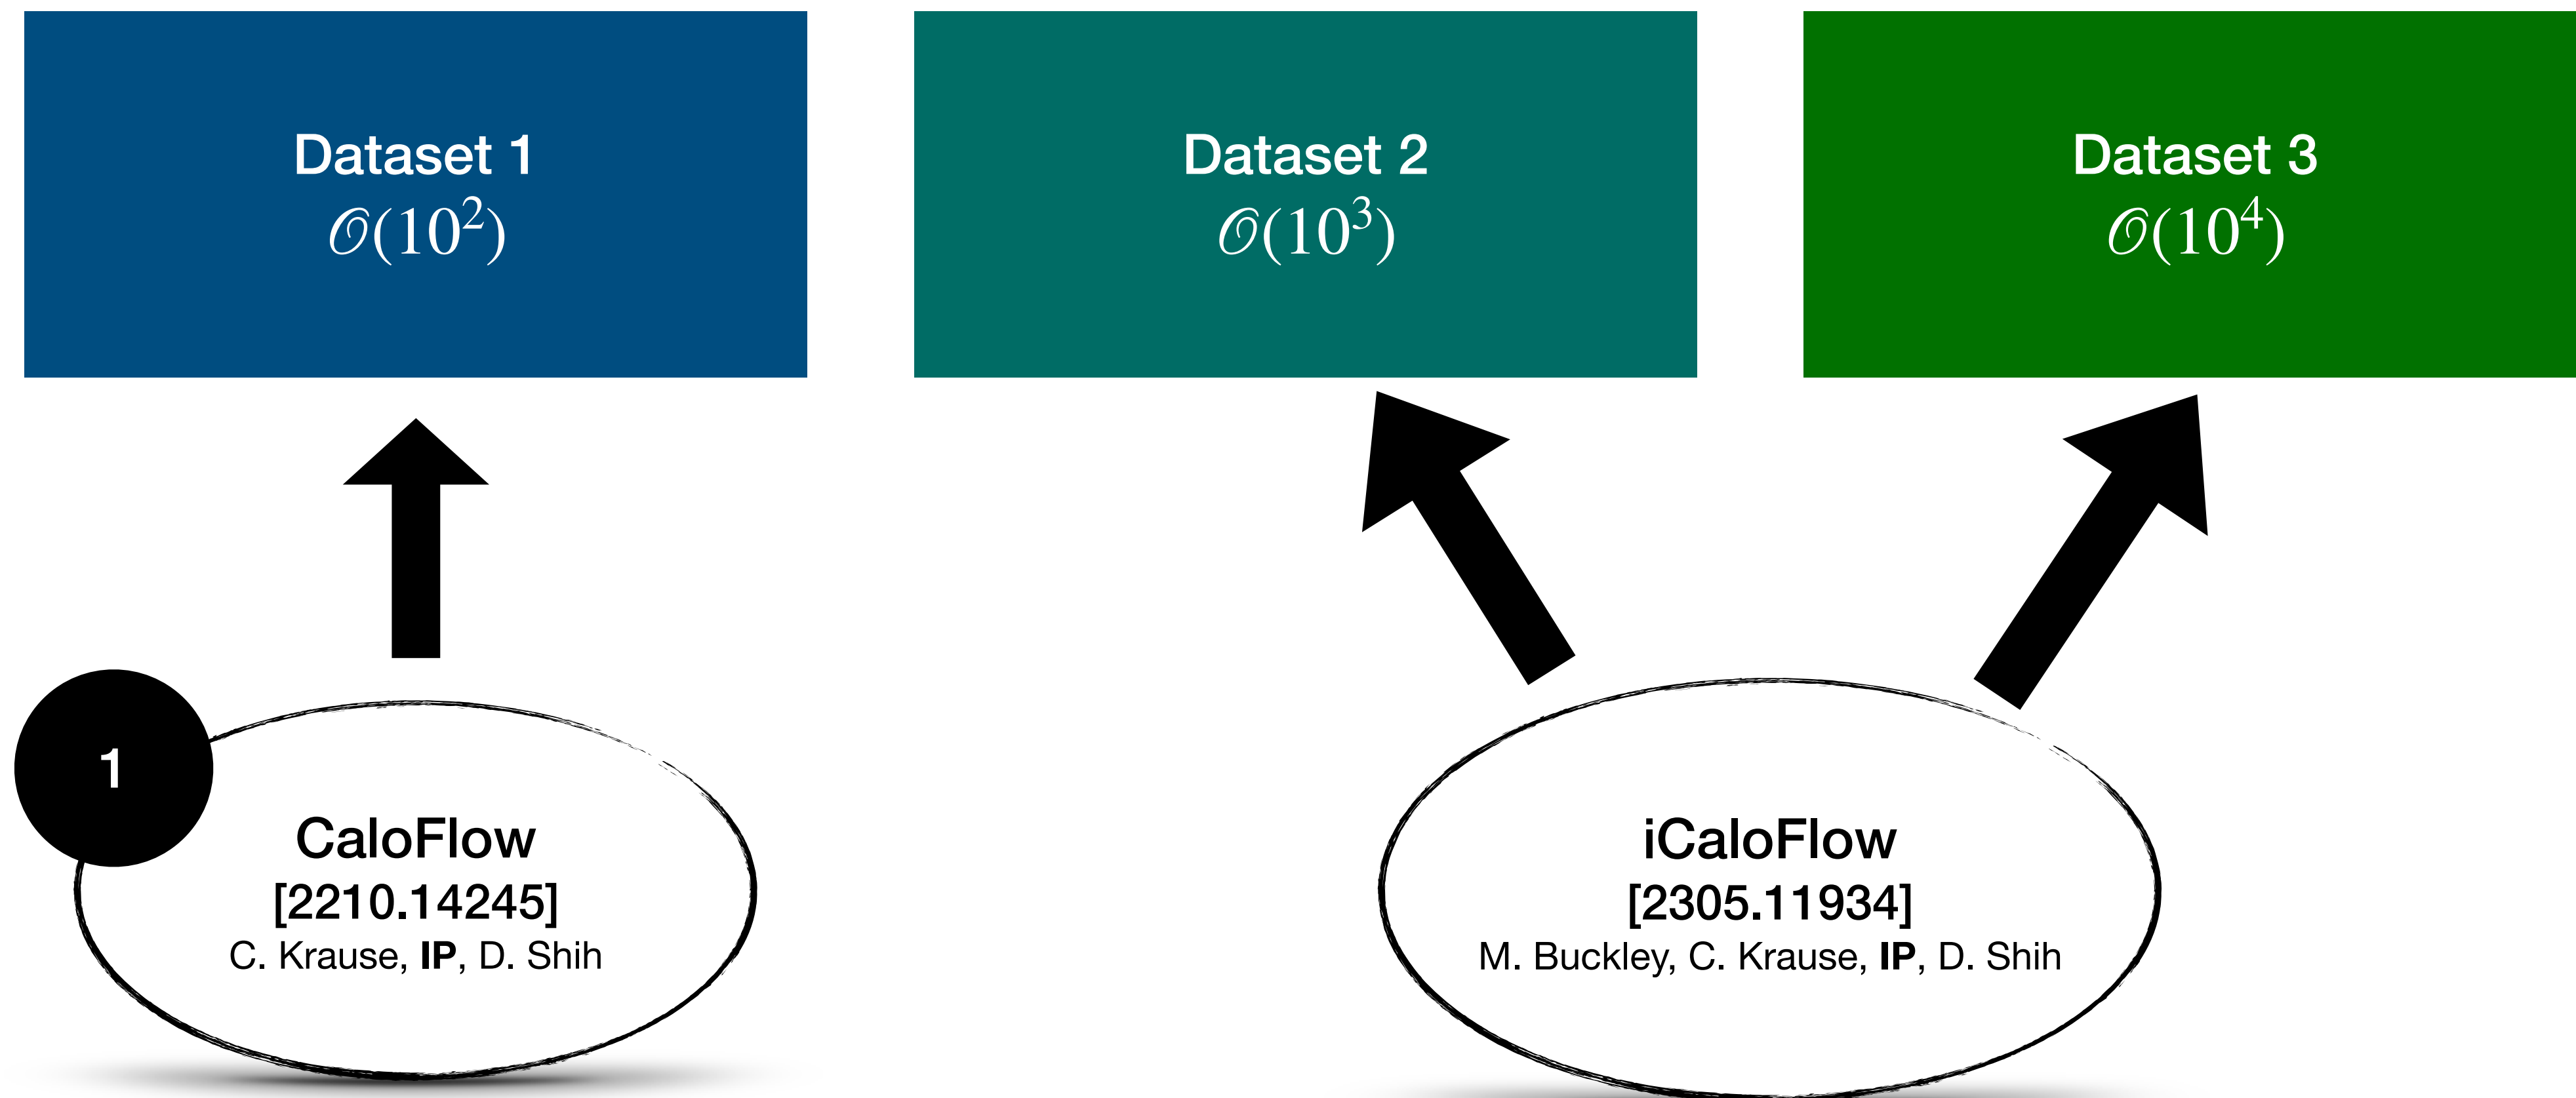 Dataset 1
𝒪(10²)
Dataset 2
𝒪(10³)
Dataset 3
𝒪(10⁴)
1
CaloFlow
[2210.14245]
C. Krause, IP, D. Shih
iCaloFlow
[2305.11934]
M. Buckley, C. Krause, IP, D. Shih